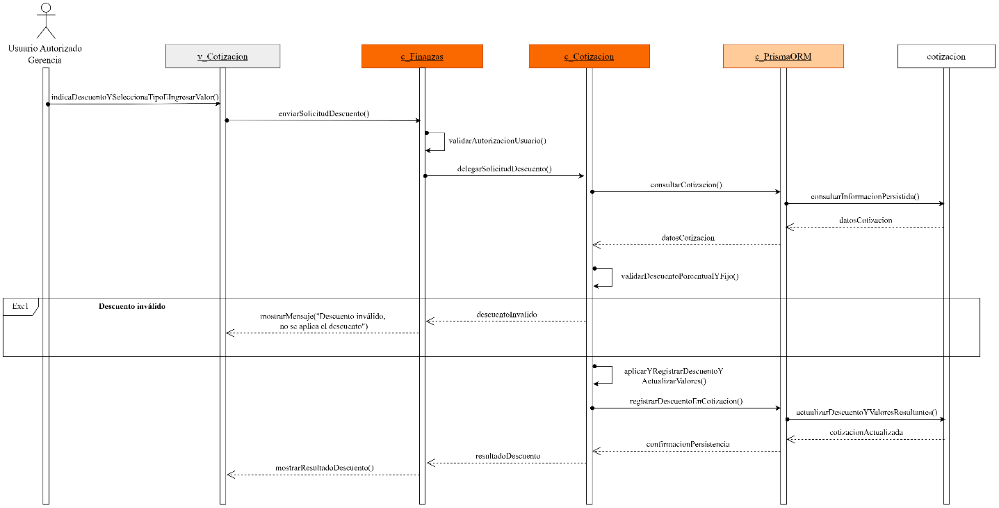 Usuario Autorizado
Gerencia
v_Cotizacion
c_Finanzas
c_Cotizacion
c_PrismaORM
cotizacion
indicaDescuentoYSeleccionaTipoEIngresarValor()
enviarSolicitudDescuento()
validarAutorizacionUsuario()
delegarSolicitudDescuento()
consultarCotizacion()
consultarInformacionPersistida()
datosCotizacion
datosCotizacion
validarDescuentoPorcentualYFijo()
Exc1
Descuento inválido
descuentoInvalido
mostrarMensaje("Descuento inválido,
no se aplica el descuento")
aplicarYRegistrarDescuentoY
ActualizarValores()
registrarDescuentoEnCotizacion()
actualizarDescuentoYValoresResultantes()
cotizacionActualizada
confirmacionPersistencia
resultadoDescuento
mostrarResultadoDescuento()